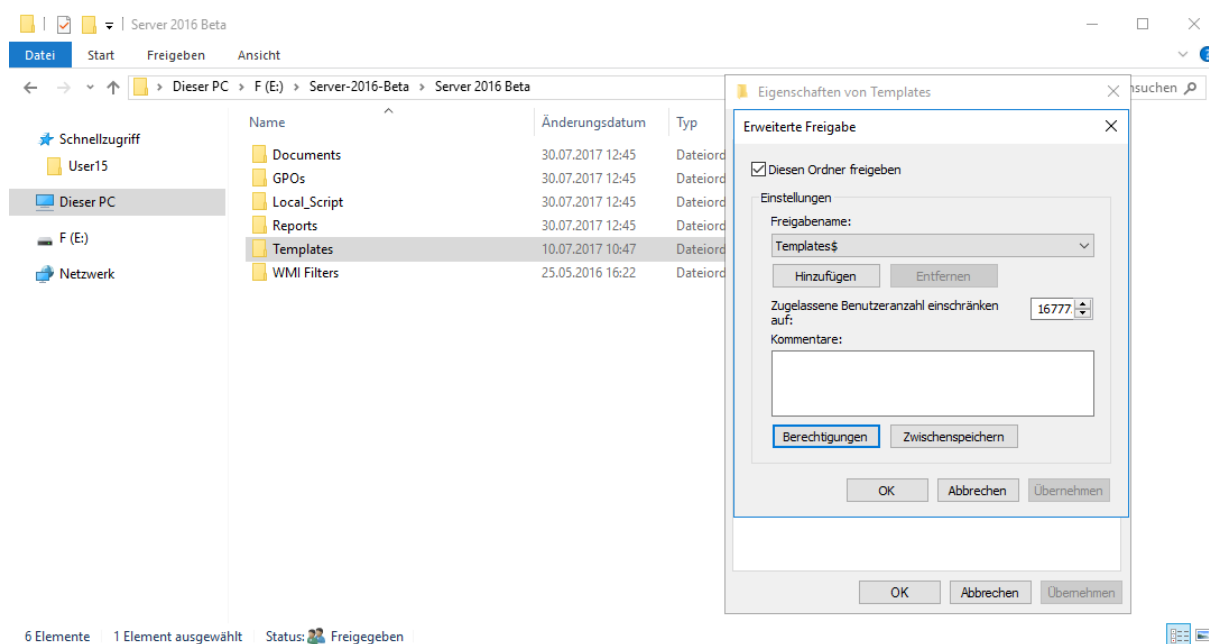 Server 2016 Beta
Datei Start Freigeben Ansicht
Dieser PC F (E:) Server-2016-Beta Server 2016 Beta
Schnellzugriff
User15
Dieser PC
F (E:)
Netzwerk
Name Änderungsdatum Typ
Documents 30.07.2017 12:45 Dateiord
GPOs 30.07.2017 12:45 Dateiord
Local_Script 30.07.2017 12:45 Dateiord
Reports 30.07.2017 12:45 Dateiord
Templates 10.07.2017 10:47 Dateiord
WMI Filters 25.05.2016 16:22 Dateiord
Eigenschaften von Templates
Erweiterte Freigabe
Diesen Ordner freigeben
Einstellungen
Freigabename:
Templates$
Hinzufügen Entfernen
Zugelassene Benutzeranzahl einschränken
auf:
16777
Kommentare:
Berechtigungen Zwischenspeichern
OK Abbrechen Übernehmen
OK Abbrechen Übernehmen
6 Elemente 1 Element ausgewählt Status: Freigegeben